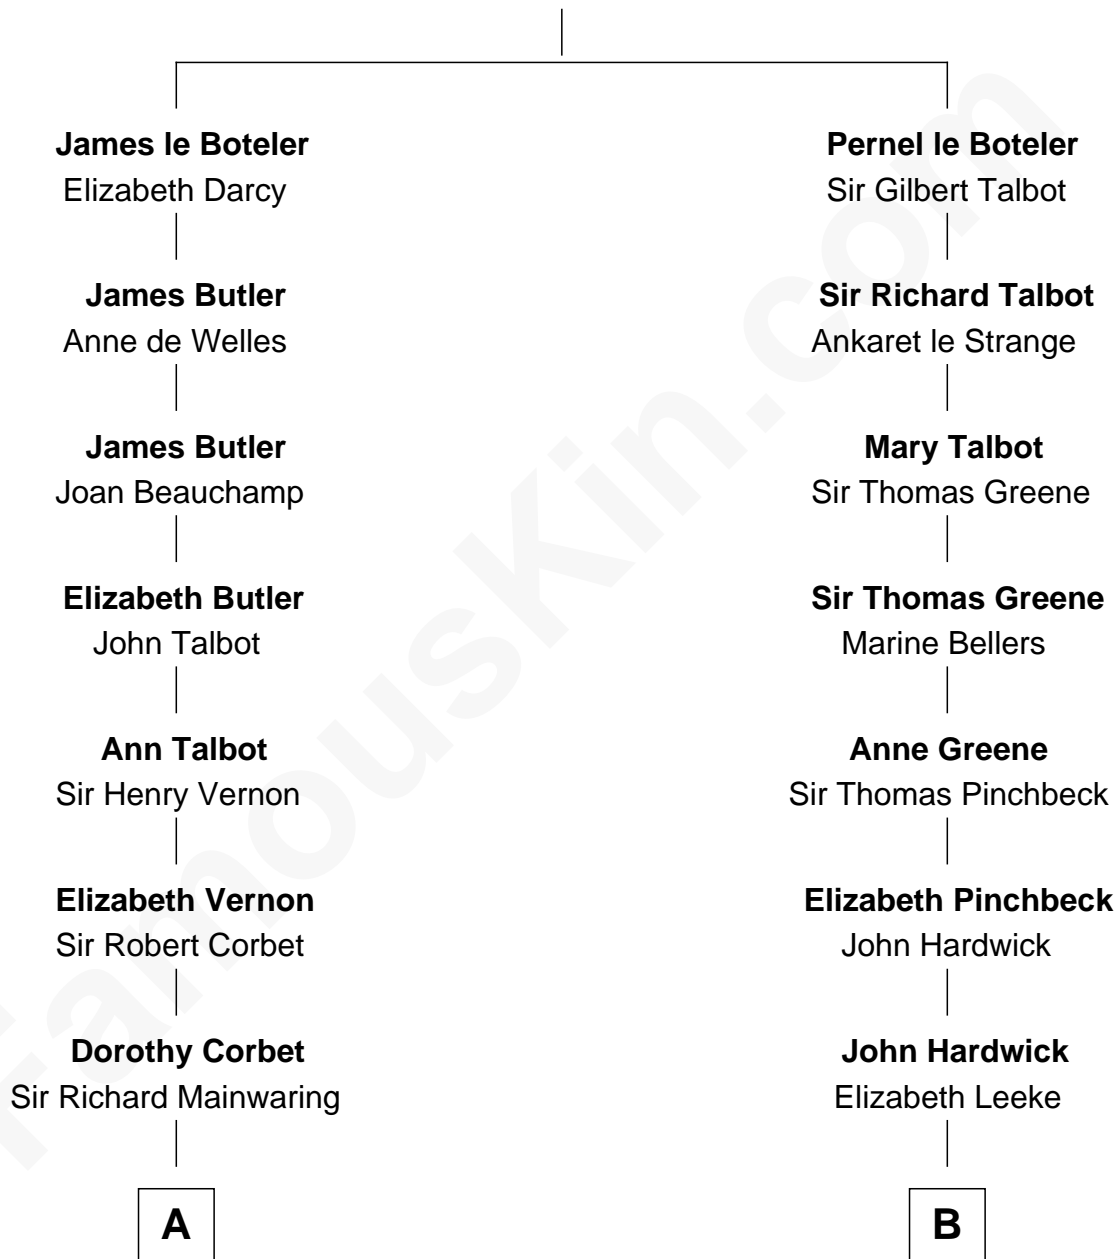 James le Boteler
Elizabeth Darcy
James Butler
Anne de Welles
James Butler
Joan Beauchamp
Elizabeth Butler
John Talbot
Ann Talbot
Sir Henry Vernon
Elizabeth Vernon
Sir Robert Corbet
Dorothy Corbet
Sir Richard Mainwaring
A
Pernel le Boteler
Sir Gilbert Talbot
Sir Richard Talbot
Ankaret le Strange
Mary Talbot
Sir Thomas Greene
Sir Thomas Greene
Marine Bellers
Anne Greene
Sir Thomas Pinchbeck
Elizabeth Pinchbeck
John Hardwick
John Hardwick
Elizabeth Leeke
B
FamousKin.com